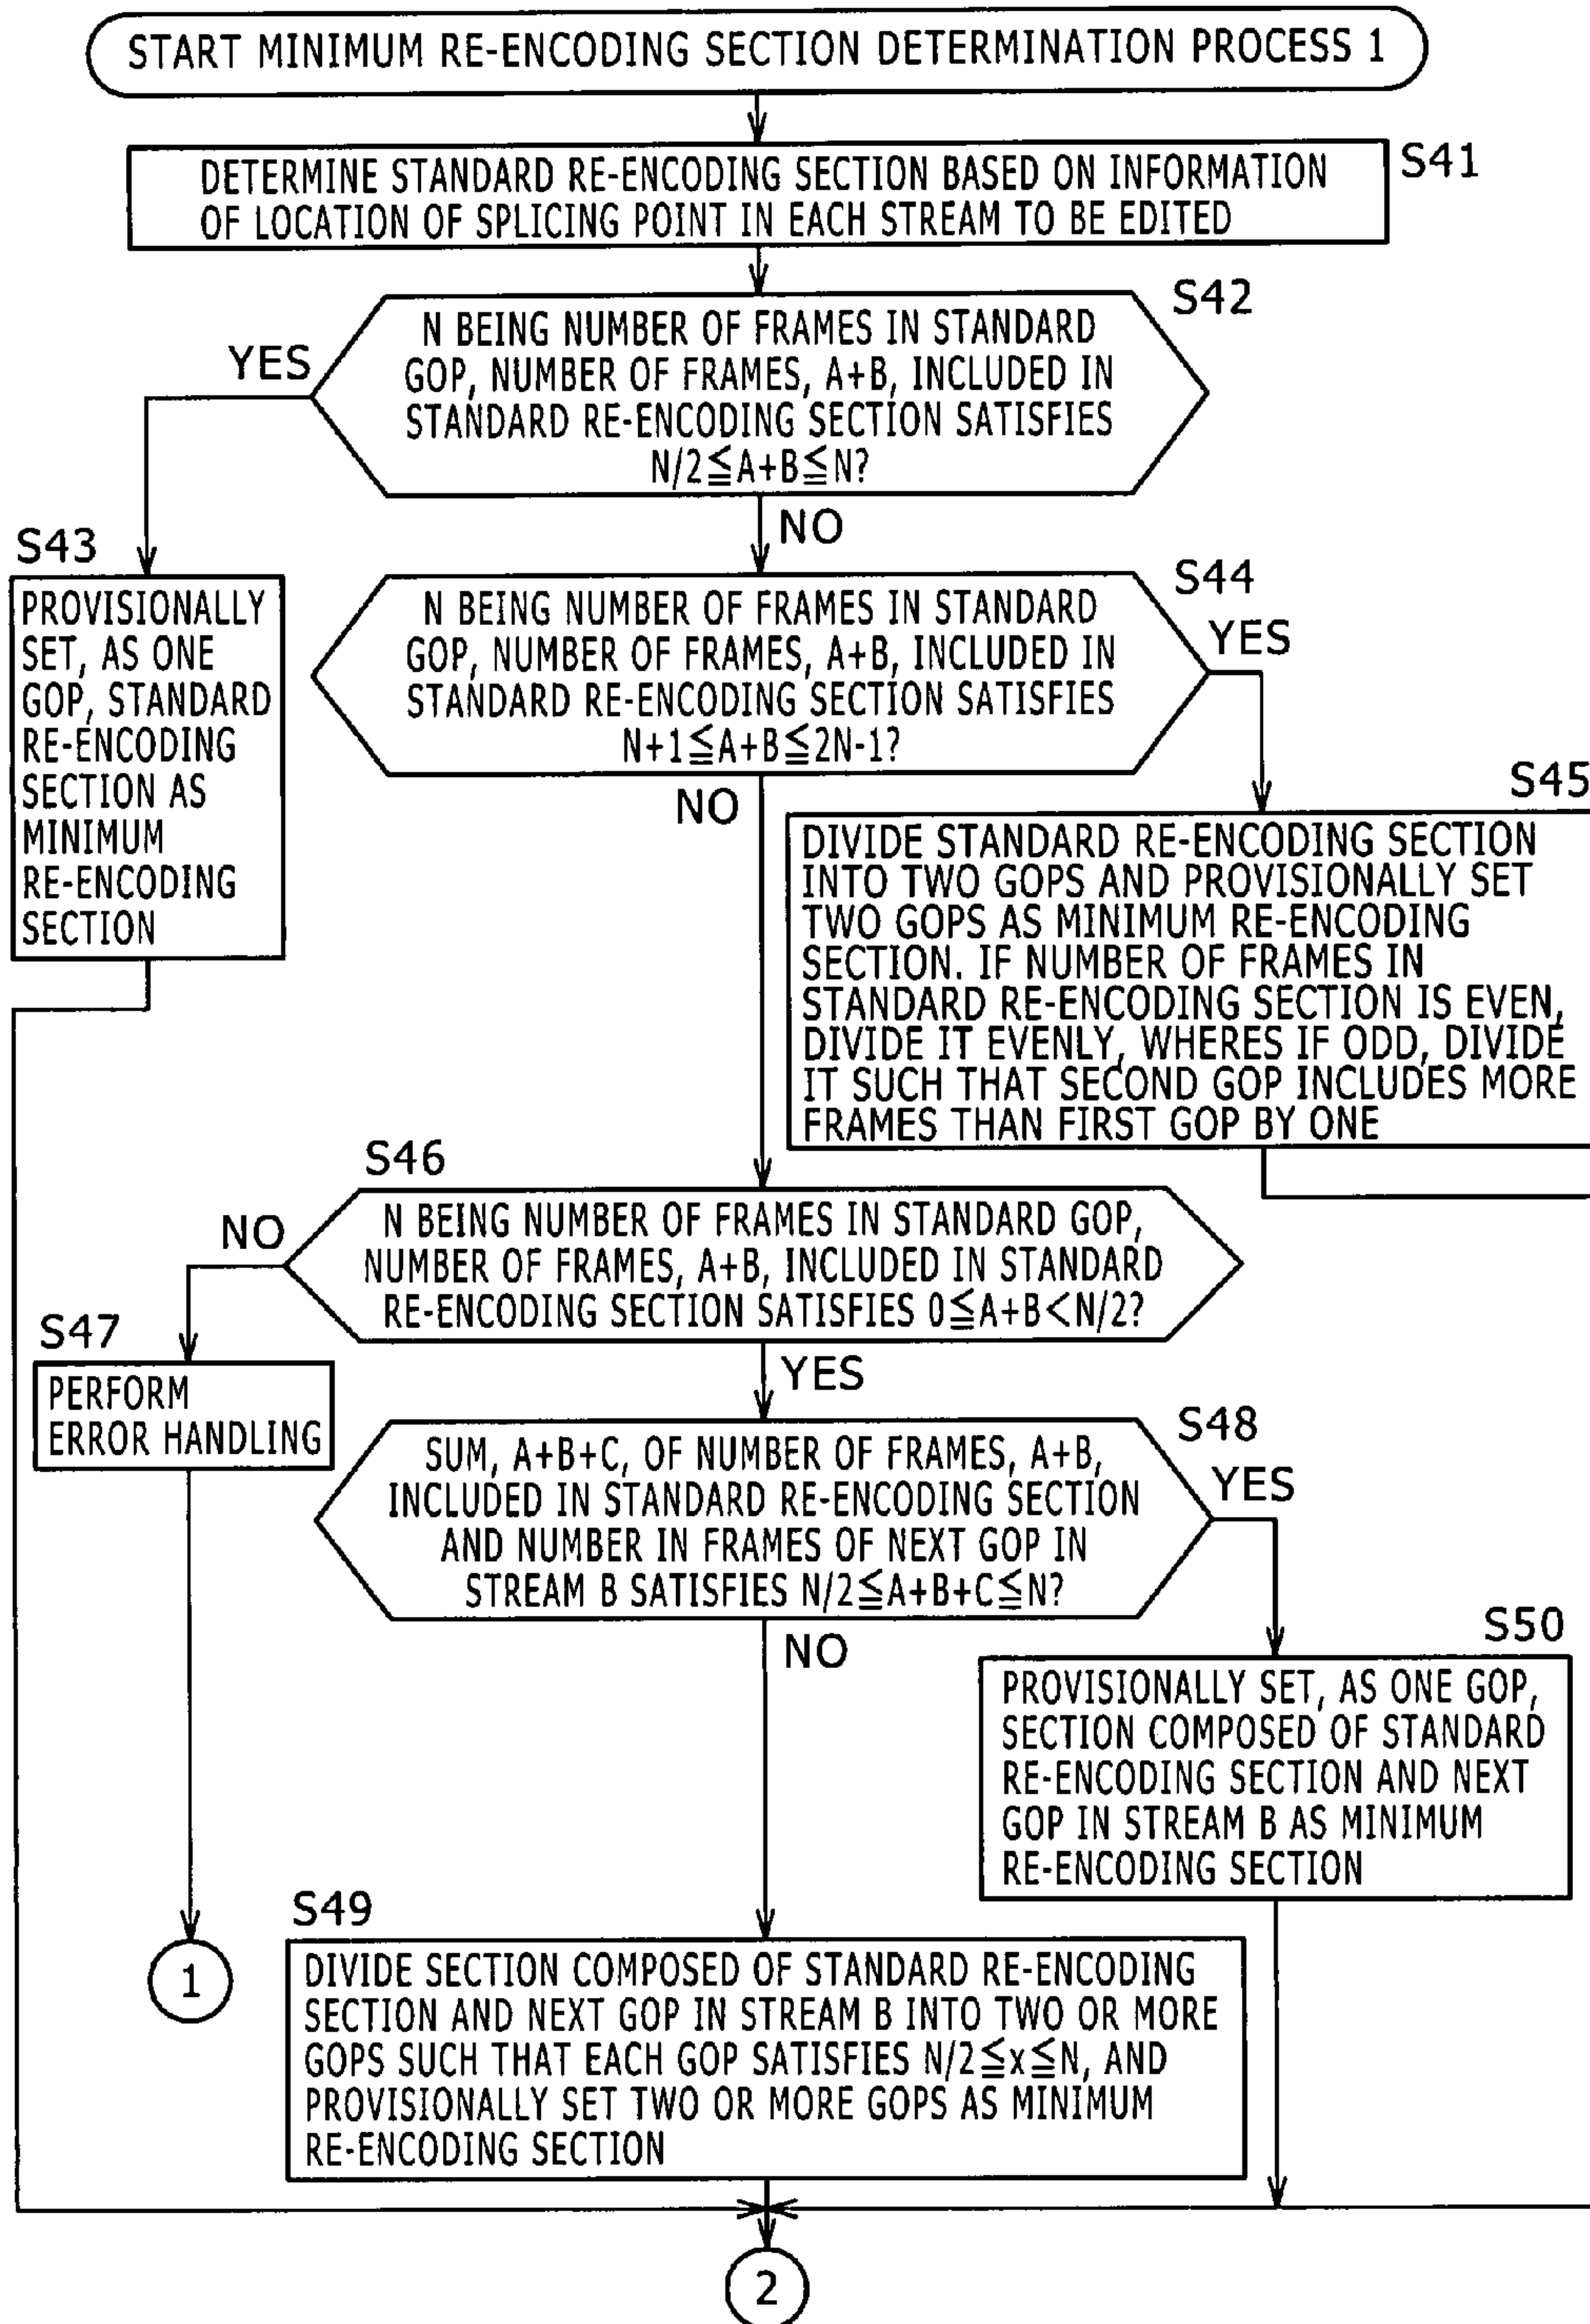 START MINIMUM RE-ENCODING SECTION DETERMINATION PROCESS 1
S41
DETERMINE STANDARD RE-ENCODING SECTION BASED ON INFORMATION
OF LOCATION OF SPLICING POINT IN EACH STREAM TO BE EDITED
S42
N BEING NUMBER OF FRAMES IN STANDARD
GOP, NUMBER OF FRAMES, A+B, INCLUDED IN
STANDARD RE-ENCODING SECTION SATISFIES
N/2≦A+B≦N?
YES
NO
S43
PROVISIONALLY
SET, AS ONE
GOP, STANDARD
RE-ENCODING
SECTION AS
MINIMUM
RE-ENCODING
SECTION
S44
N BEING NUMBER OF FRAMES IN STANDARD
GOP, NUMBER OF FRAMES, A+B, INCLUDED IN
STANDARD RE-ENCODING SECTION SATISFIES
N+1≦A+B≦2N-1?
YES
NO
S45
DIVIDE STANDARD RE-ENCODING SECTION
INTO TWO GOPS AND PROVISIONALLY SET
TWO GOPS AS MINIMUM RE-ENCODING
SECTION. IF NUMBER OF FRAMES IN
STANDARD RE-ENCODING SECTION IS EVEN,
DIVIDE IT EVENLY, WHERES IF ODD, DIVIDE
IT SUCH THAT SECOND GOP INCLUDES MORE
FRAMES THAN FIRST GOP BY ONE
S46
N BEING NUMBER OF FRAMES IN STANDARD GOP,
NUMBER OF FRAMES, A+B, INCLUDED IN STANDARD
RE-ENCODING SECTION SATISFIES 0≦A+B<N/2?
NO
YES
S47
PERFORM
ERROR HANDLING
S48
SUM, A+B+C, OF NUMBER OF FRAMES, A+B,
INCLUDED IN STANDARD RE-ENCODING SECTION
AND NUMBER IN FRAMES OF NEXT GOP IN
STREAM B SATISFIES N/2≦A+B+C≦N?
YES
NO
S50
PROVISIONALLY SET, AS ONE GOP,
SECTION COMPOSED OF STANDARD
RE-ENCODING SECTION AND NEXT
GOP IN STREAM B AS MINIMUM
RE-ENCODING SECTION
S49
DIVIDE SECTION COMPOSED OF STANDARD RE-ENCODING
SECTION AND NEXT GOP IN STREAM B INTO TWO OR MORE
GOPS SUCH THAT EACH GOP SATISFIES N/2≦x≦N, AND
PROVISIONALLY SET TWO OR MORE GOPS AS MINIMUM
RE-ENCODING SECTION
1
2